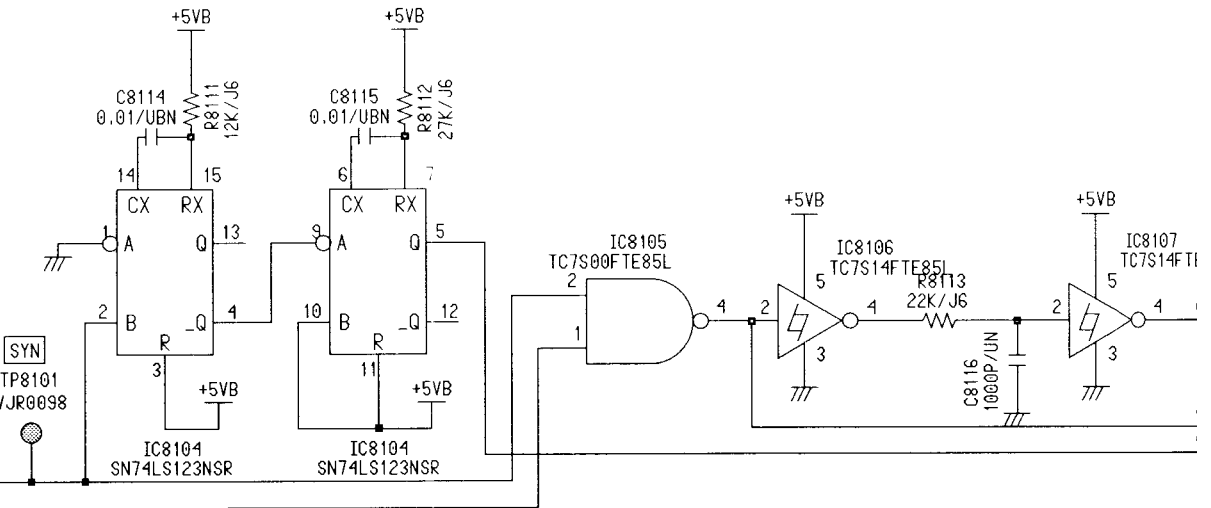 +5VB
+5VB
C8114
0.01/UBN
R8111
12K/J6
C8115
0.01/UBN
R8112
27K/J6
14
15
6
7
CX RX
CX RX
+5VB
+5VB
1
A
Q
13
9
A
Q
5
IC8105
TC7S00FTE85L
IC8106
TC7S14FTE85L
IC8107
TC7S14FTE
2
5
R8113
22K/J6
5
4
2
4
2
4
2
B
_Q
4
10
B
_Q
12
1
R
3
R
11
3
3
SYN
TP8101
VJR0098
+5VB
+5VB
C8116
1000P/UN
IC8104
SN74LS123NSR
IC8104
SN74LS123NSR